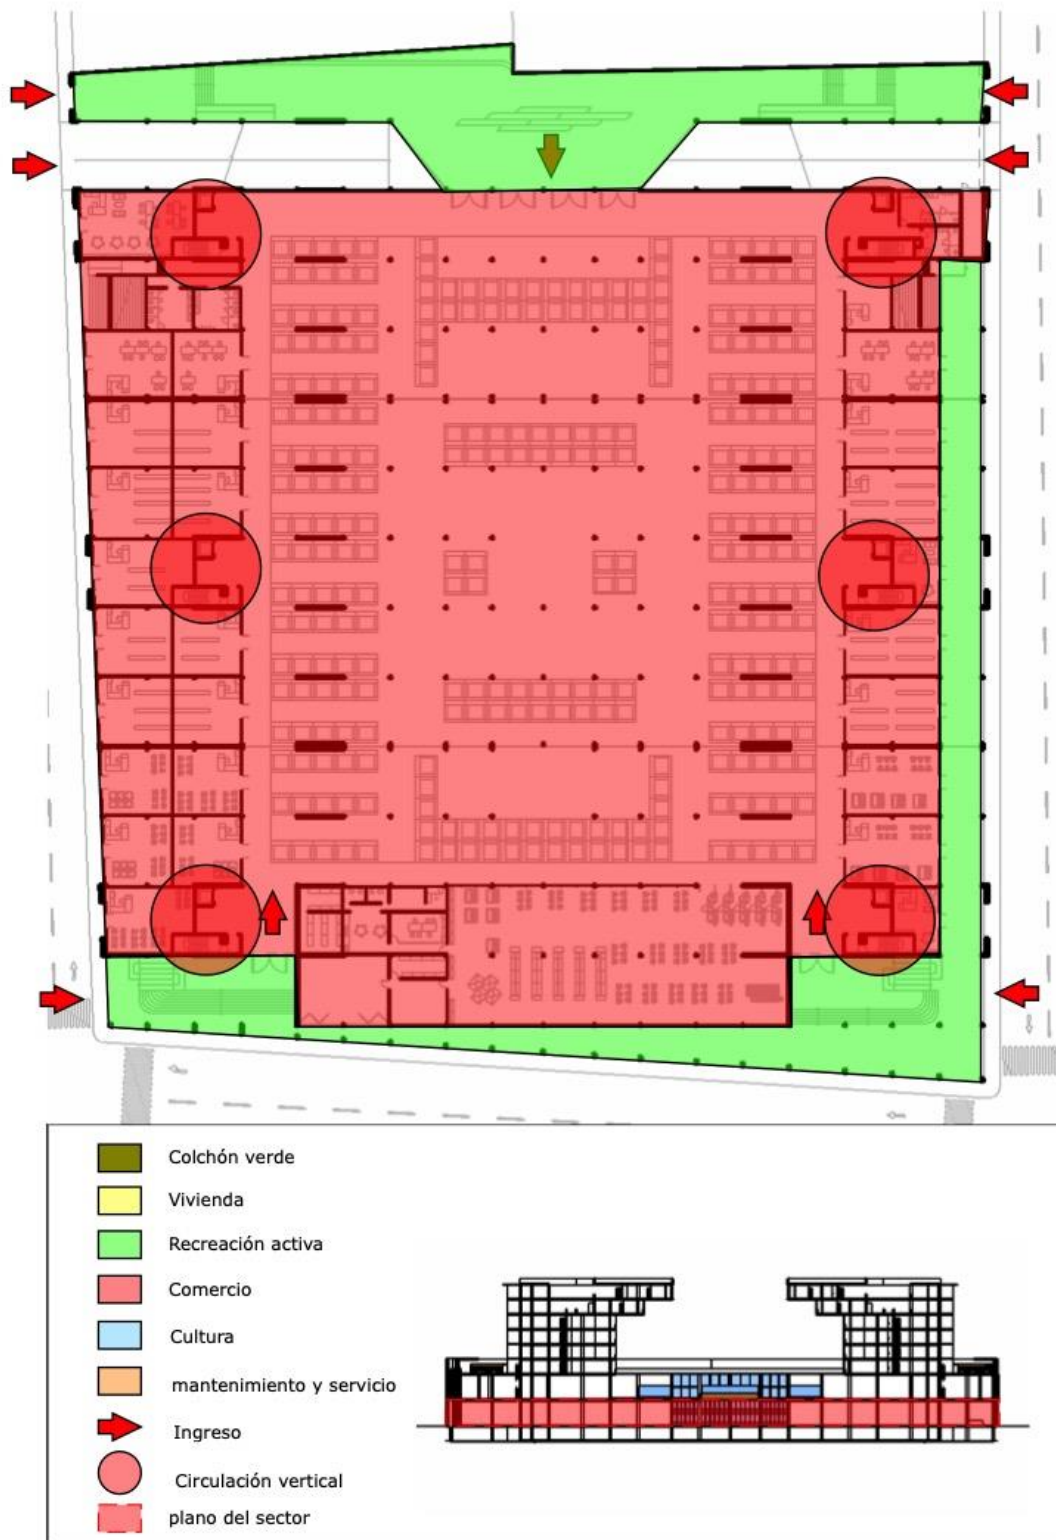 Colchón verde
Vivienda
Recreación activa
Comercio
Cultura
mantenimiento y servicio
Ingreso
Circulación vertical
plano del sector